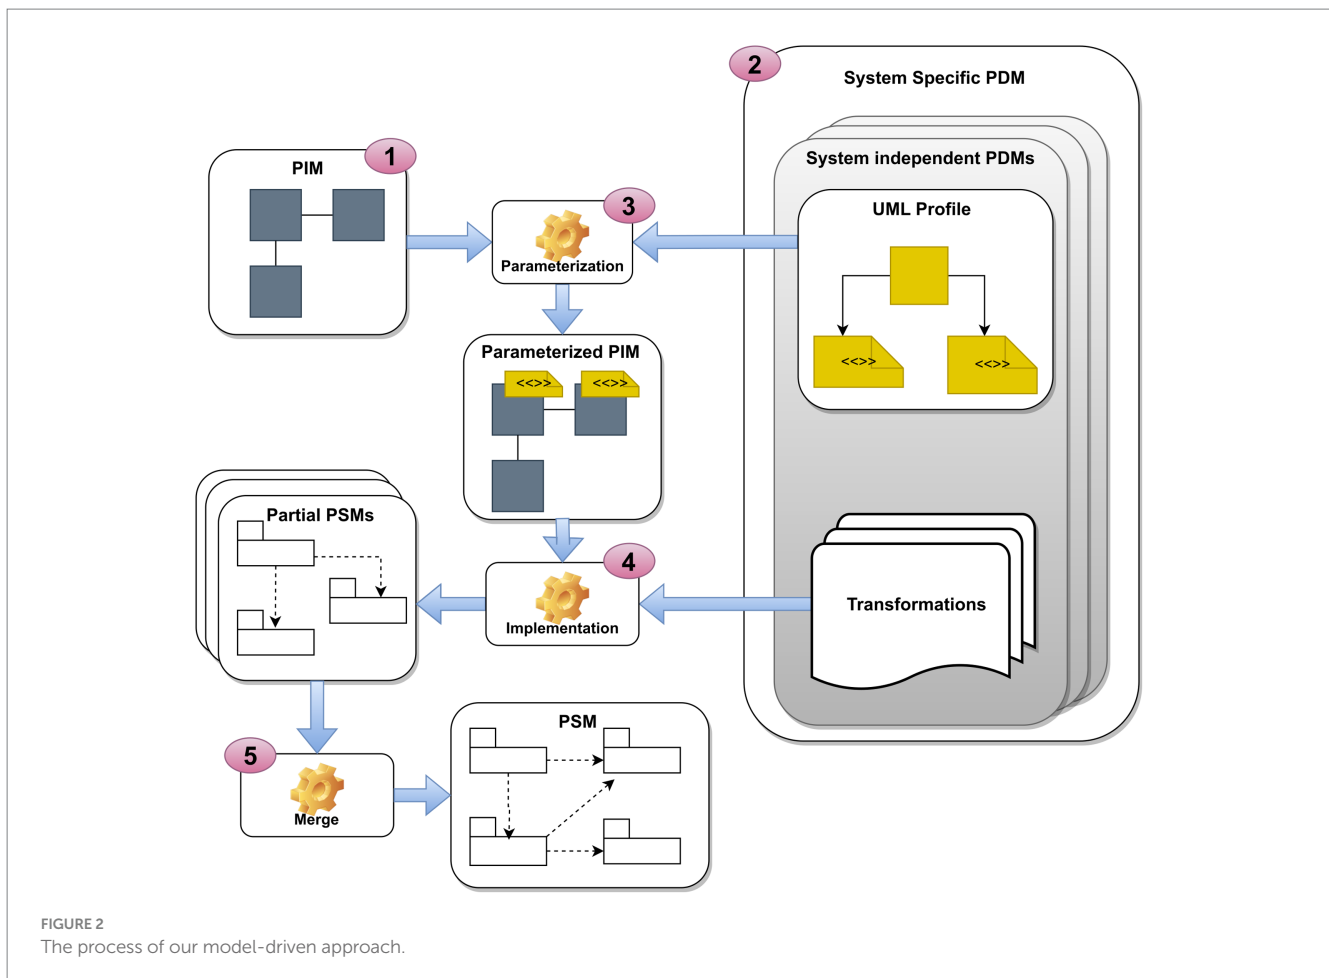 2
System Specific PDM
1
PIM
System independent PDMs
3
UML Profile
Parameterization
Parameterized PIM
<<>>
<<>>
<<>>
<<>>
Partial PSMs
4
Transformations
Implementation
PSM
5
Merge
FIGURE 2
The process of our model-driven approach.